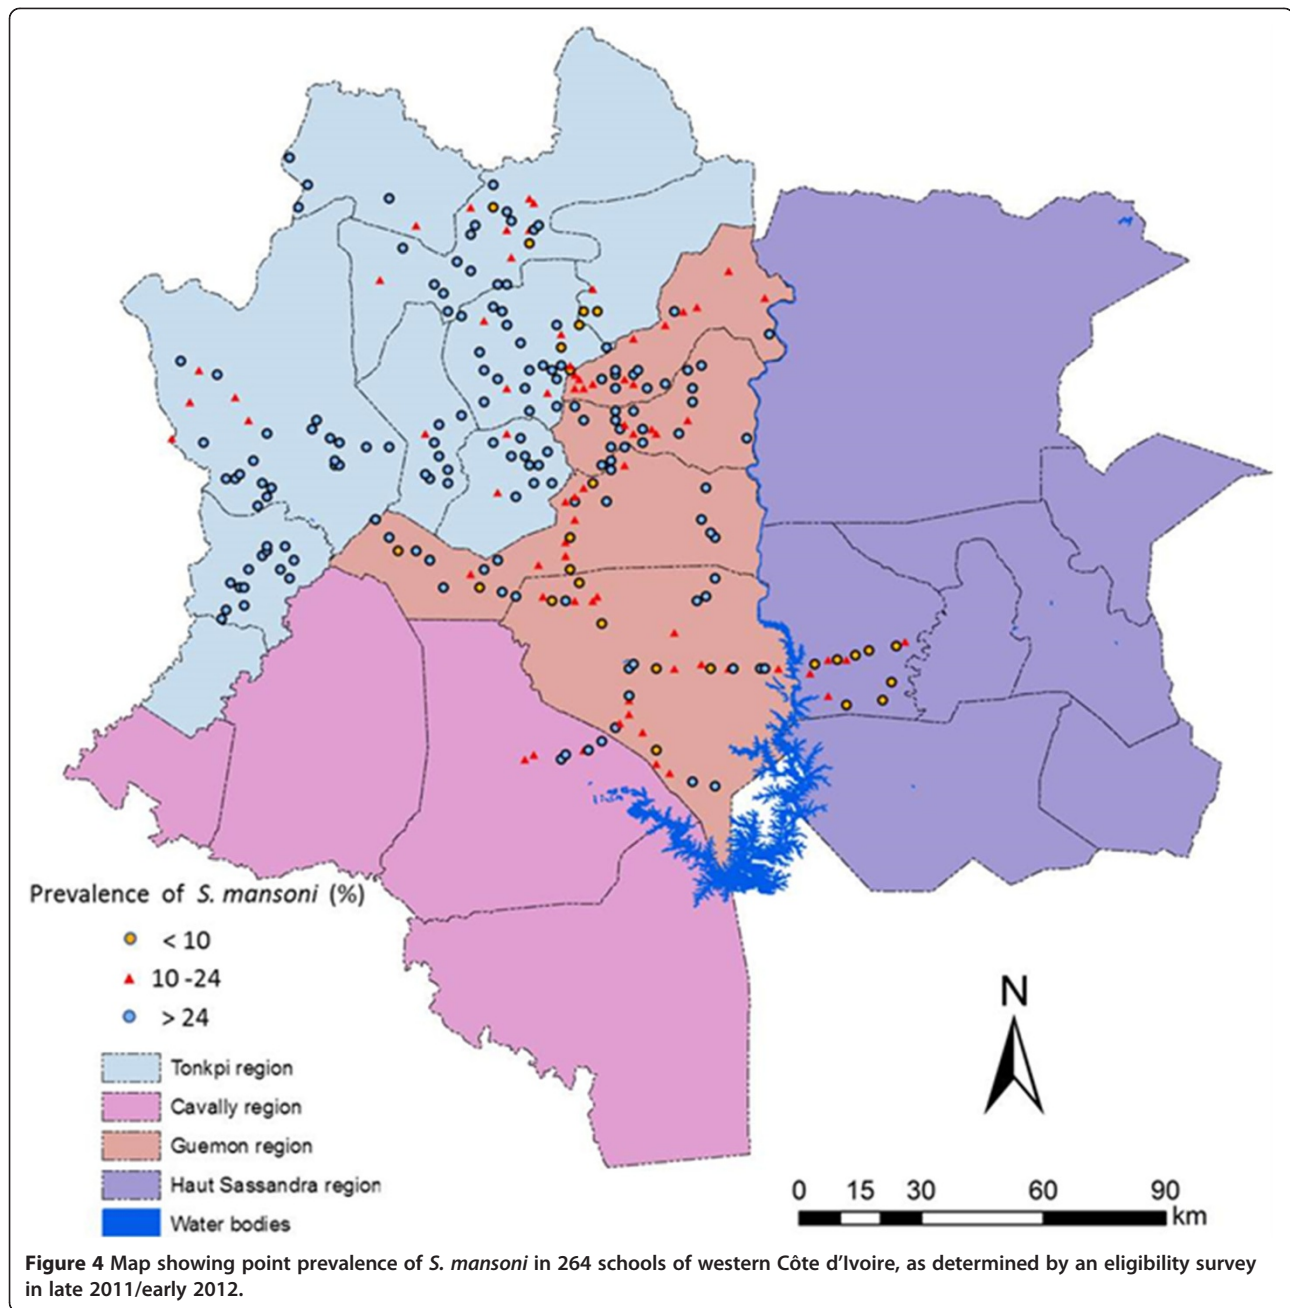 Prevalence of S. mansoni (%)
< 10
10 -24
> 24
Tonkpi region
Cavally region
Guemon region
Haut Sassandra region
Water bodies
N
0 15 30 60 90
km
Figure 4 Map showing point prevalence of S. mansoni in 264 schools of western Côte d'Ivoire, as determined by an eligibility survey
in late 2011/early 2012.